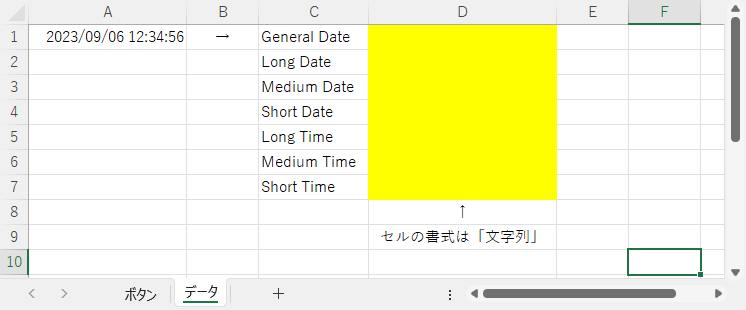 A B C D E F
1 2023/09/06 12:34:56 → General Date
2 Long Date
3 Medium Date
4 Short Date
5 Long Time
6 Medium Time
7 Short Time
8 ↑
9 セルの書式は「文字列」
10
ボタン データ +